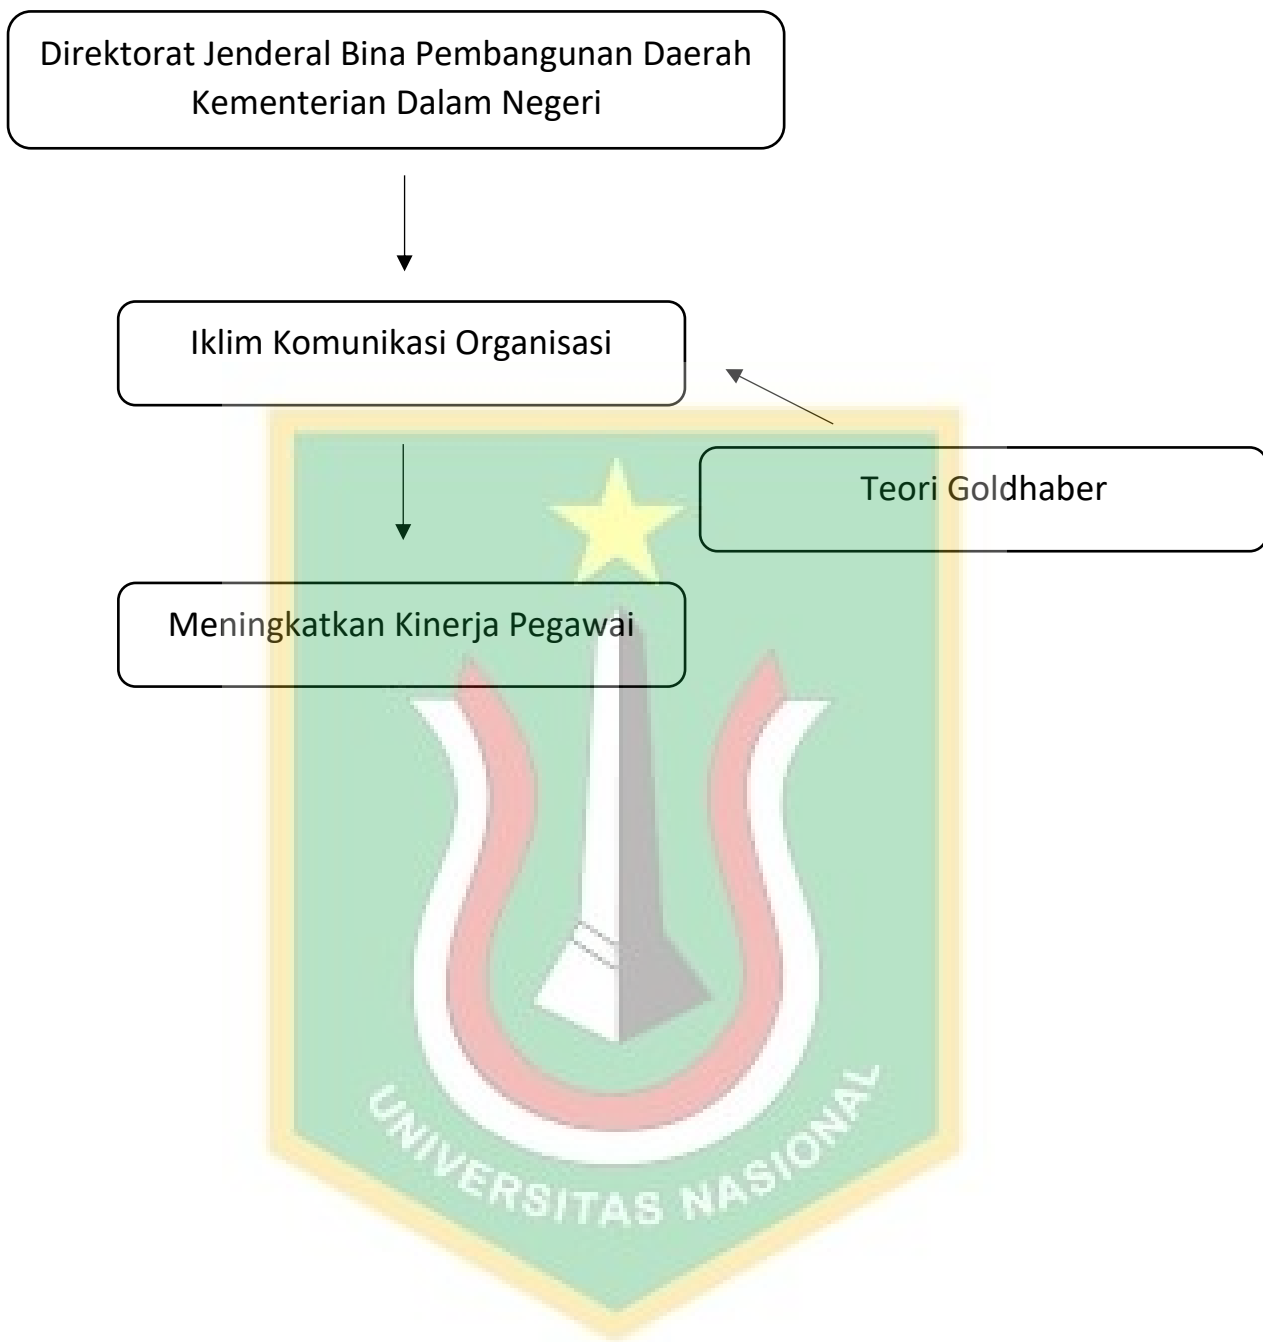 Direktorat Jenderal Bina Pembangunan Daerah
Kementerian Dalam Negeri
Iklim Komunikasi Organisasi
Teori Goldhaber
Meningkatkan Kinerja Pegawai
UNIVERSITAS NASIONAL